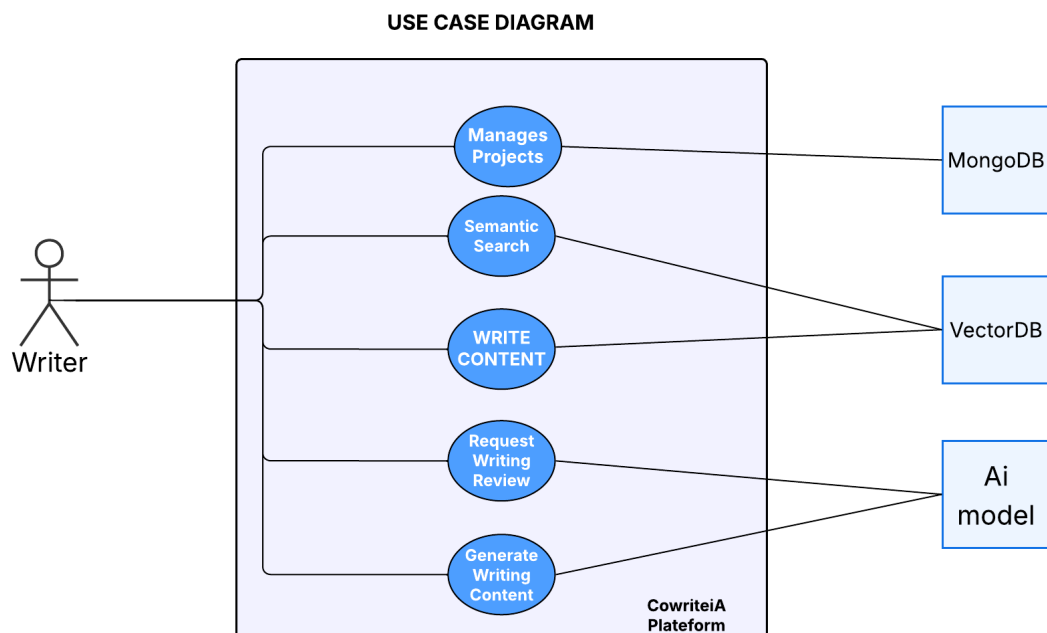 USE CASE DIAGRAM
Manages
Projects
MongoDB
Semantic
Search
VectorDB
Writer
WRITE
CONTENT
Request
Writing
Review
Ai
model
Generate
Writing
Content
CowriteiA
Plateform